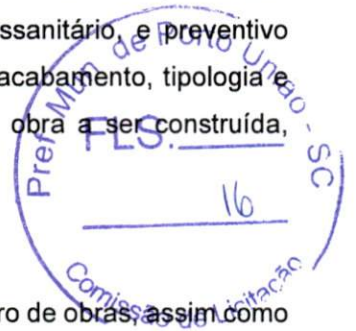 ssanitário, e preventivo
acabamento, tipologia e
obra a ser construída,
Pref. Mun. de Porto União - SC
FLS.
16
Comissão de Licitação
ro de obras, assim como